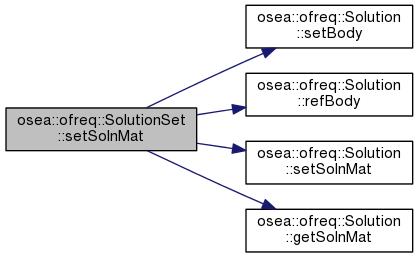 osea::ofreq::Solution
::setBody
osea::ofreq::Solution
::refBody
osea::ofreq::SolutionSet
::setSolnMat
osea::ofreq::Solution
::setSolnMat
osea::ofreq::Solution
::getSolnMat